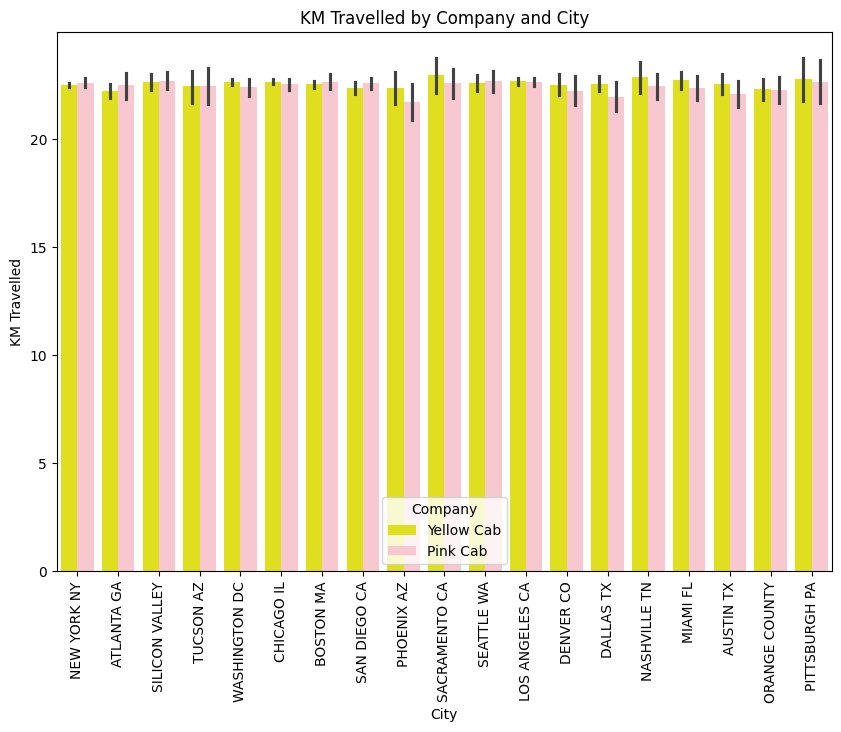 KM Travelled by Company and City
KM Travelled
20
15
10
5
0
Company
Yellow Cab
Pink Cab
NEW YORK NY
ATLANTA GA
SILICON VALLEY
TUCSON AZ
WASHINGTON DC
CHICAGO IL
BOSTON MA
SAN DIEGO CA
PHOENIX AZ
SACRAMENTO CA
SEATTLE WA
LOS ANGELES CA
DENVER CO
DALLAS TX
NASHVILLE TN
MIAMI FL
AUSTIN TX
ORANGE COUNTY
PITTSBURGH PA
City